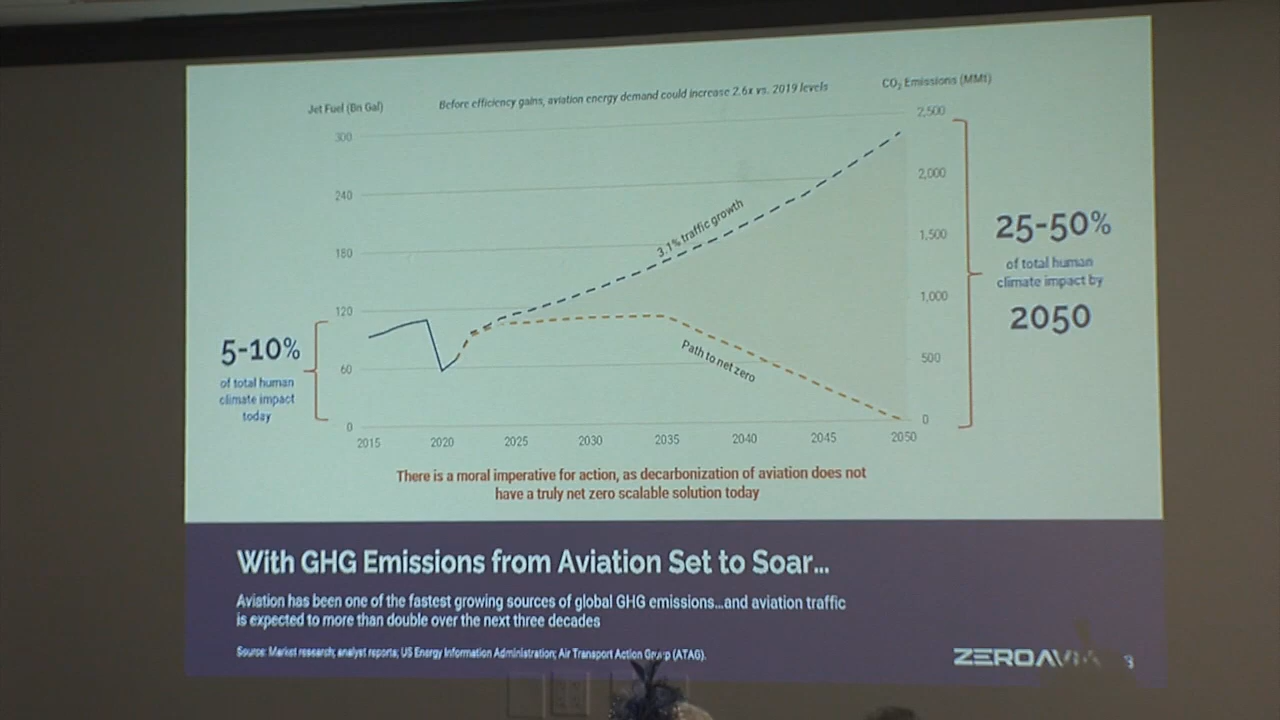 Jet Fuel (Bn Gal)
Before efficiency gains, aviation energy demand could increase 2.6x vs. 2019 levels
CO₂ Emissions (MMt)
300
240
180
120
60
0
2,500
2,000
1,500
1,000
500
0
2015
2020
2025
2030
2035
2040
2045
2050
3.1% traffic growth
Path to net zero
5-10%
of total human
climate impact
today
25-50%
of total human
climate impact by
2050
There is a moral imperative for action, as decarbonization of aviation does not
have a truly net zero scalable solution today
With GHG Emissions from Aviation Set to Soar...
Aviation has been one of the fastest growing sources of global GHG emissions...and aviation traffic
is expected to more than double over the next three decades
Source: Market research; analyst reports; US Energy Information Administration; Air Transport Action Group (ATAG).
ZEROAVIA
3